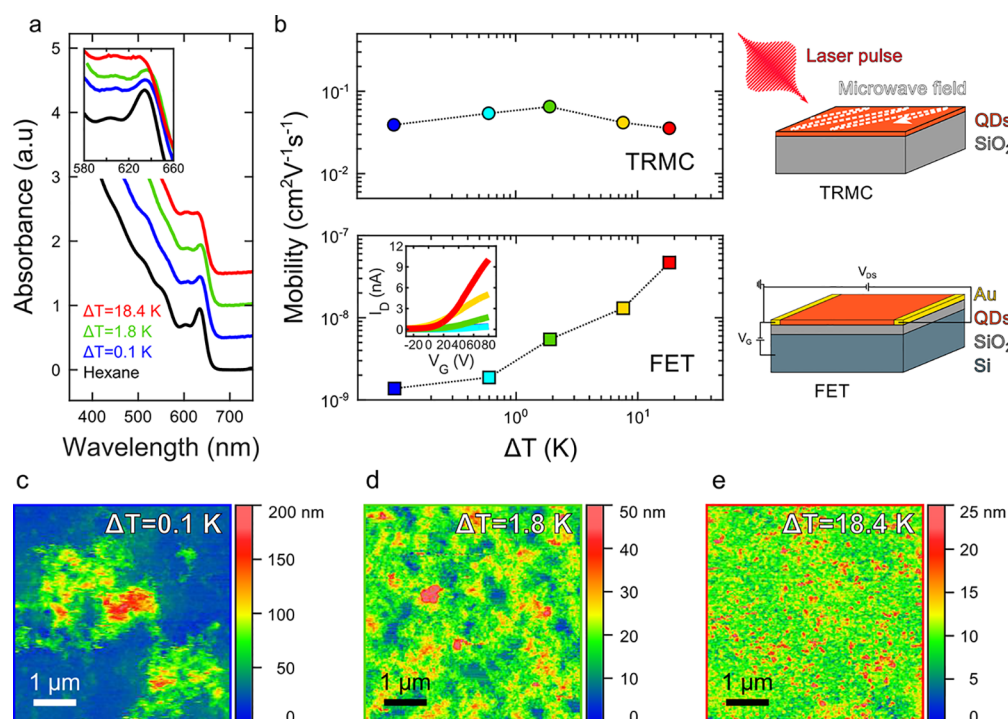 a
Absorbance (a.u)
5
4
3
2
1
0
580
620
660
ΔT=18.4 K
ΔT=1.8 K
ΔT=0.1 K
Hexane
400
500
600
700
Wavelength (nm)
b
Mobility (cm²V⁻¹s⁻¹)
10⁻¹
10⁻²
TRMC
10⁻⁷
10⁻⁸
10⁻⁹
I_D (nA)
12
9
6
3
0
-20
0
20
40
60
80
V_G (V)
FET
10⁰
10¹
ΔT (K)
Laser pulse
Microwave field
QDs
SiO₂
TRMC
V_DS
V_G
Au
QDs
SiO₂
Si
FET
c
ΔT=0.1 K
1 μm
200 nm
150
100
50
0
d
ΔT=1.8 K
1 μm
50 nm
40
30
20
10
0
e
ΔT=18.4 K
1 μm
25 nm
20
15
10
5
0